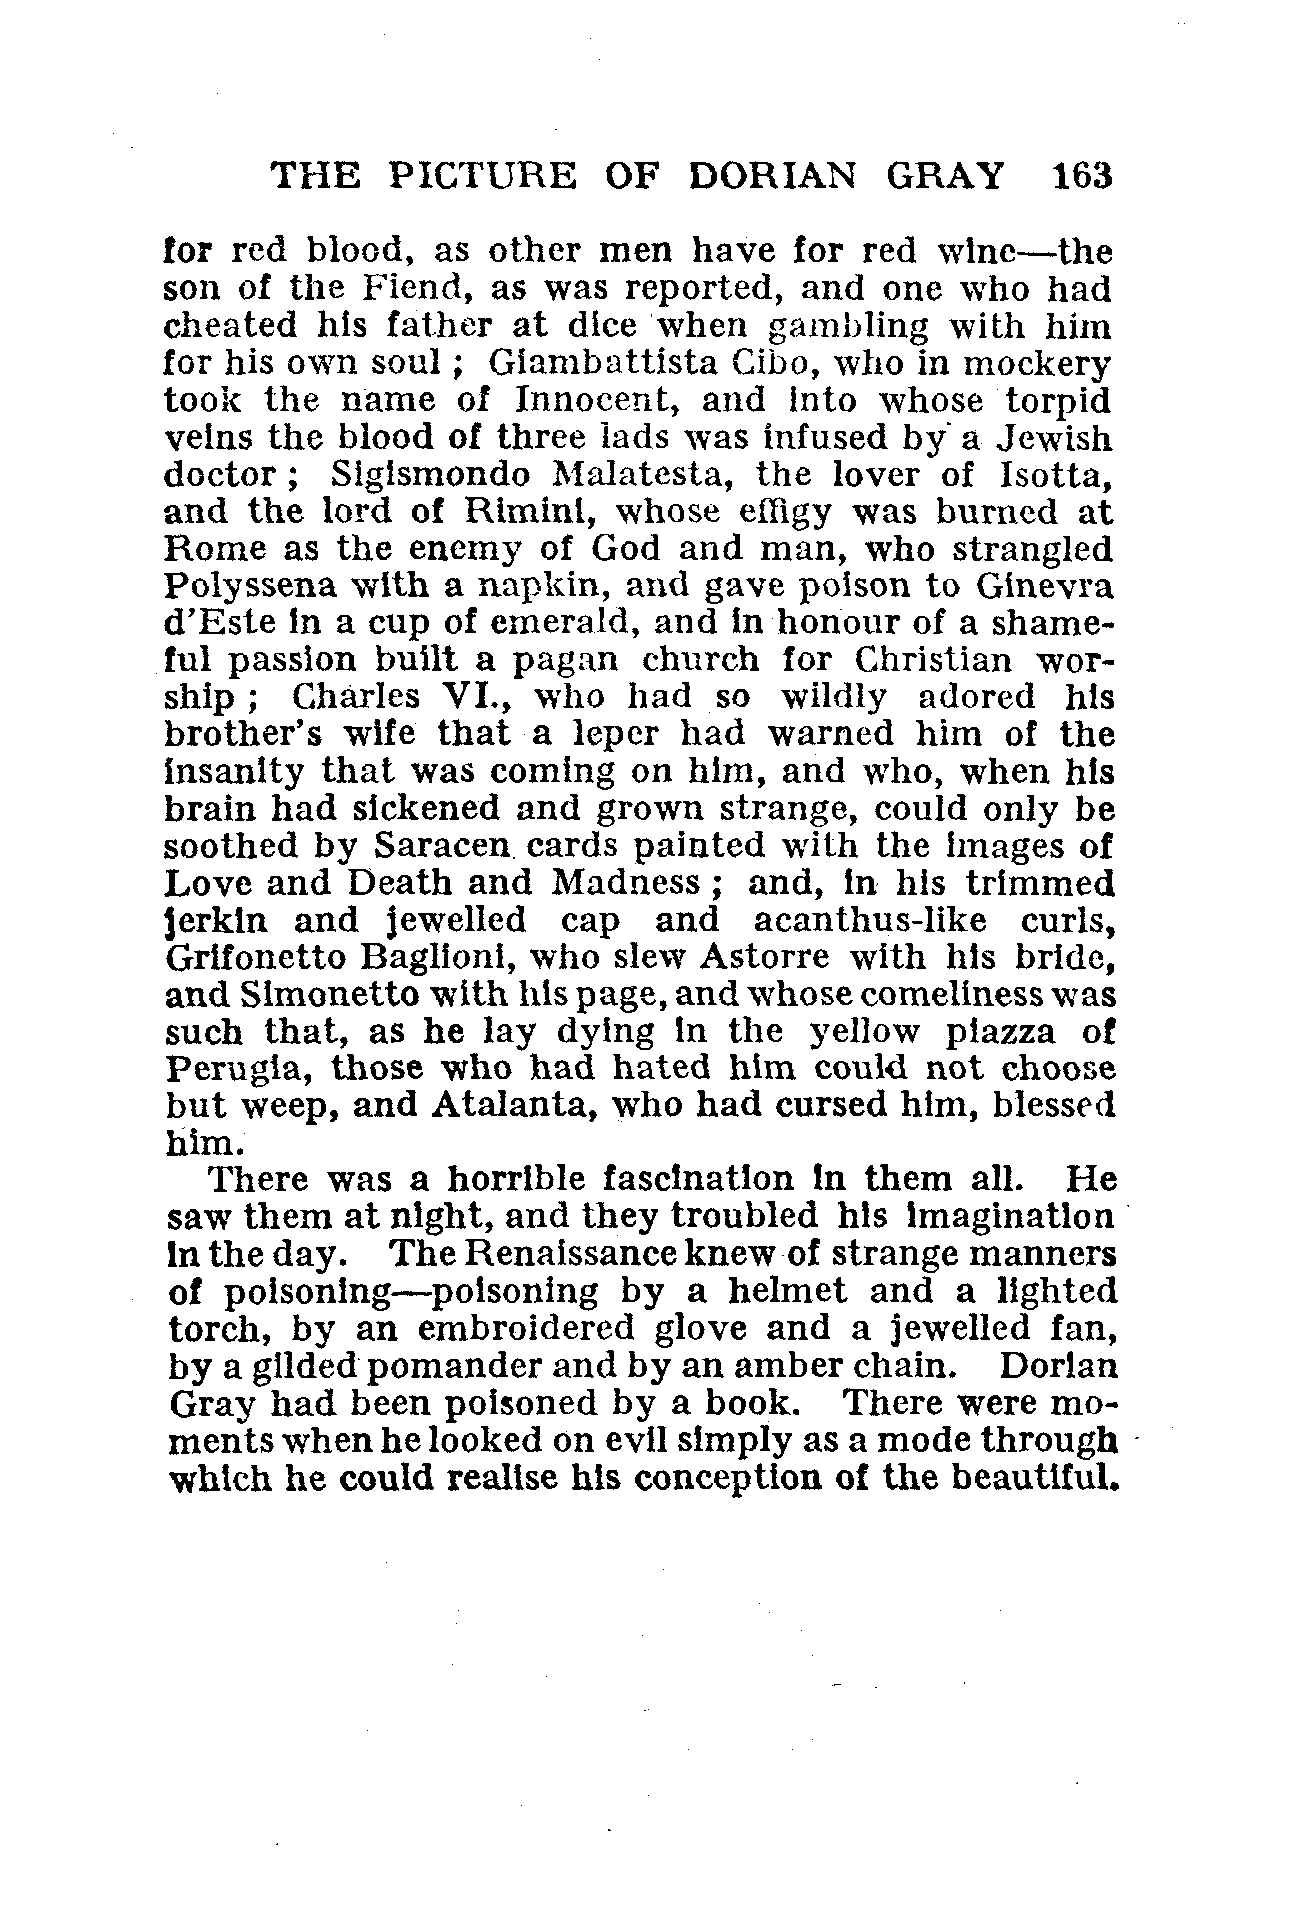 THE PICTURE OF DORIAN GRAY 163
for red blood, as other men have for red wine—the
son of the Fiend, as was reported, and one who had
cheated his father at dice when gambling with him
for his own soul ; Giambattista Cibo, who in mockery
took the name of Innocent, and into whose torpid
veins the blood of three lads was infused by a Jewish
doctor ; Sigismondo Malatesta, the lover of Isotta,
and the lord of Rimini, whose effigy was burned at
Rome as the enemy of God and man, who strangled
Polyssena with a napkin, and gave poison to Ginevra
d'Este in a cup of emerald, and in honour of a shame-
ful passion built a pagan church for Christian wor-
ship ; Charles VI., who had so wildly adored his
brother's wife that a leper had warned him of the
insanity that was coming on him, and who, when his
brain had sickened and grown strange, could only be
soothed by Saracen cards painted with the images of
Love and Death and Madness ; and, in his trimmed
jerkin and jewelled cap and acanthus-like curls,
Grifonetto Baglioni, who slew Astorre with his bride,
and Simonetto with his page, and whose comeliness was
such that, as he lay dying in the yellow piazza of
Perugia, those who had hated him could not choose
but weep, and Atalanta, who had cursed him, blessed
him.
There was a horrible fascination in them all. He
saw them at night, and they troubled his imagination
in the day. The Renaissance knew of strange manners
of poisoning—poisoning by a helmet and a lighted
torch, by an embroidered glove and a jewelled fan,
by a gilded pomander and by an amber chain. Dorian
Gray had been poisoned by a book. There were mo-
ments when he looked on evil simply as a mode through
which he could realise his conception of the beautiful.